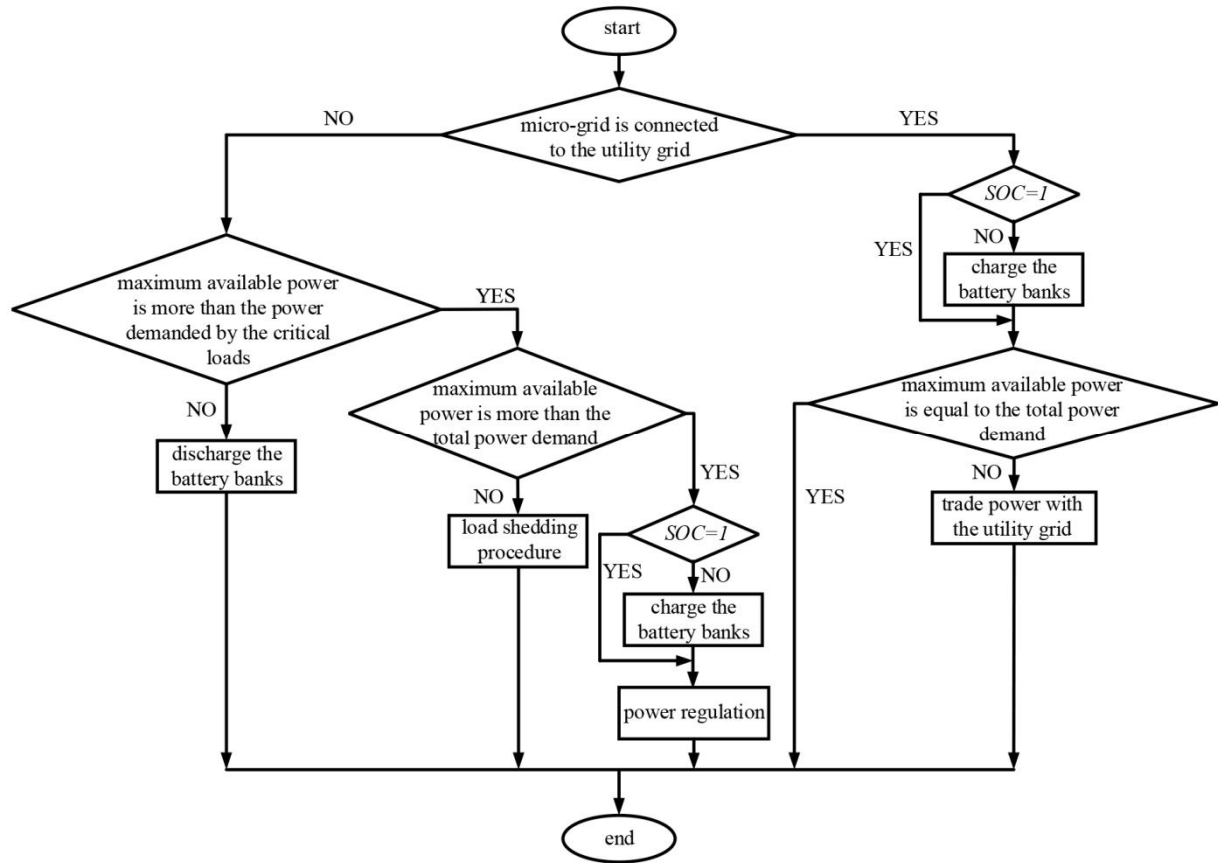 start
NO
micro-grid is connected
to the utility grid
YES
SOC=1
YES
NO
charge the
battery banks
maximum available power
is more than the power
demanded by the critical
loads
YES
NO
discharge the
battery banks
maximum available
power is more than the
total power demand
YES
NO
load shedding
procedure
SOC=1
YES
NO
charge the
battery banks
power regulation
maximum available power
is equal to the total power
demand
YES
NO
trade power with
the utility grid
end